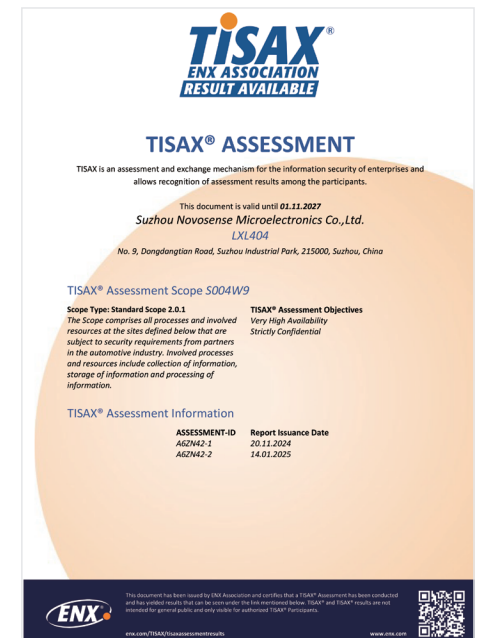 TiSAX®
ENX ASSOCIATION
RESULT AVAILABLE
TISAX® ASSESSMENT
TISAX is an assessment and exchange mechanism for the information security of enterprises and
allows recognition of assessment results among the participants.
This document is valid until 01.11.2027
Suzhou Novosense Microelectronics Co.,Ltd.
LXL404
No. 9, Dongdangtian Road, Suzhou Industrial Park, 215000, Suzhou, China
TISAX® Assessment Scope S004W9
Scope Type: Standard Scope 2.0.1
The Scope comprises all processes and involved
resources at the sites defined below that are
subject to security requirements from partners
in the automotive industry. Involved processes
and resources include collection of information,
storage of information and processing of
information.
TISAX® Assessment Objectives
Very High Availability
Strictly Confidential
TISAX® Assessment Information
ASSESSMENT-ID Report Issuance Date
A6ZN42-1 20.11.2024
A6ZN42-2 14.01.2025
ENX
This document has been issued by ENX Association and certifies that a TISAX® Assessment has been conducted
and has yielded results that can be seen under the link mentioned below. TISAX® and TISAX® results are not
intended for general public and only visible for authorized TISAX® Participants.
enx.com/TISAX/tisaxassessmentresults www.enx.com